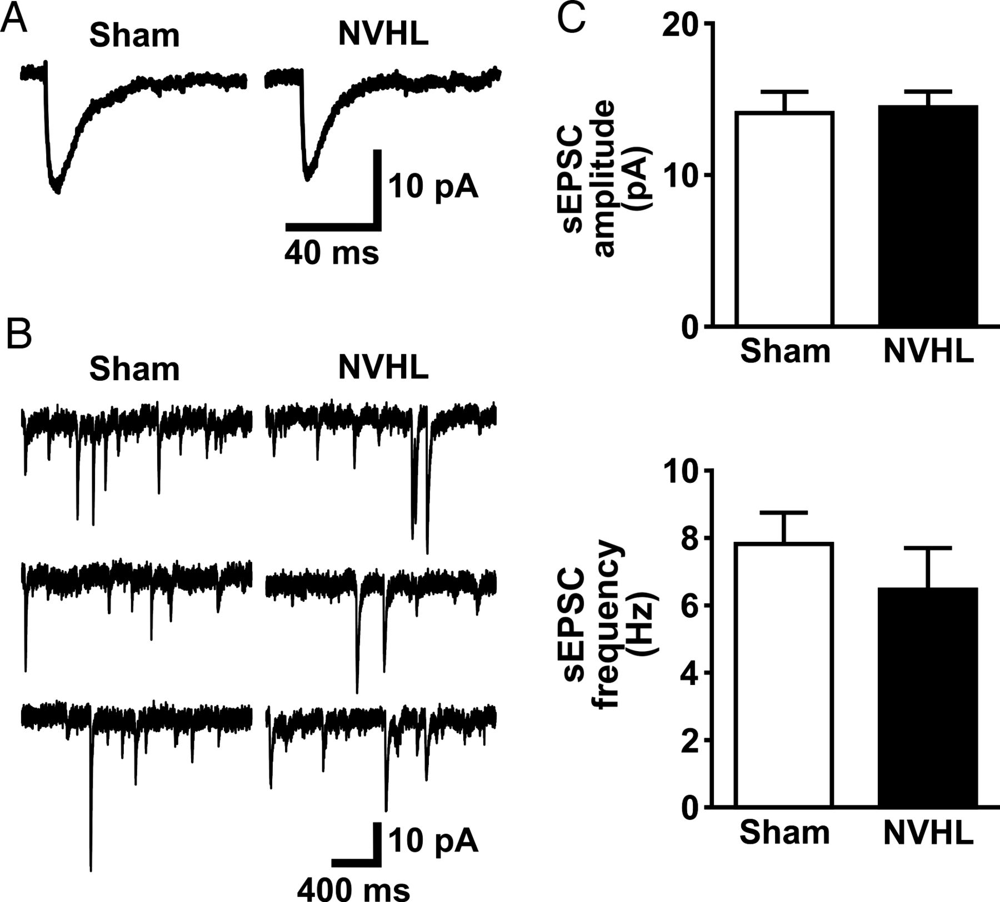 A
Sham
NVHL
10 pA
40 ms
B
Sham
NVHL
10 pA
400 ms
C
sEPSC
amplitude
(pA)
20
10
0
Sham
NVHL
sEPSC
frequency
(Hz)
10
8
6
4
2
0
Sham
NVHL